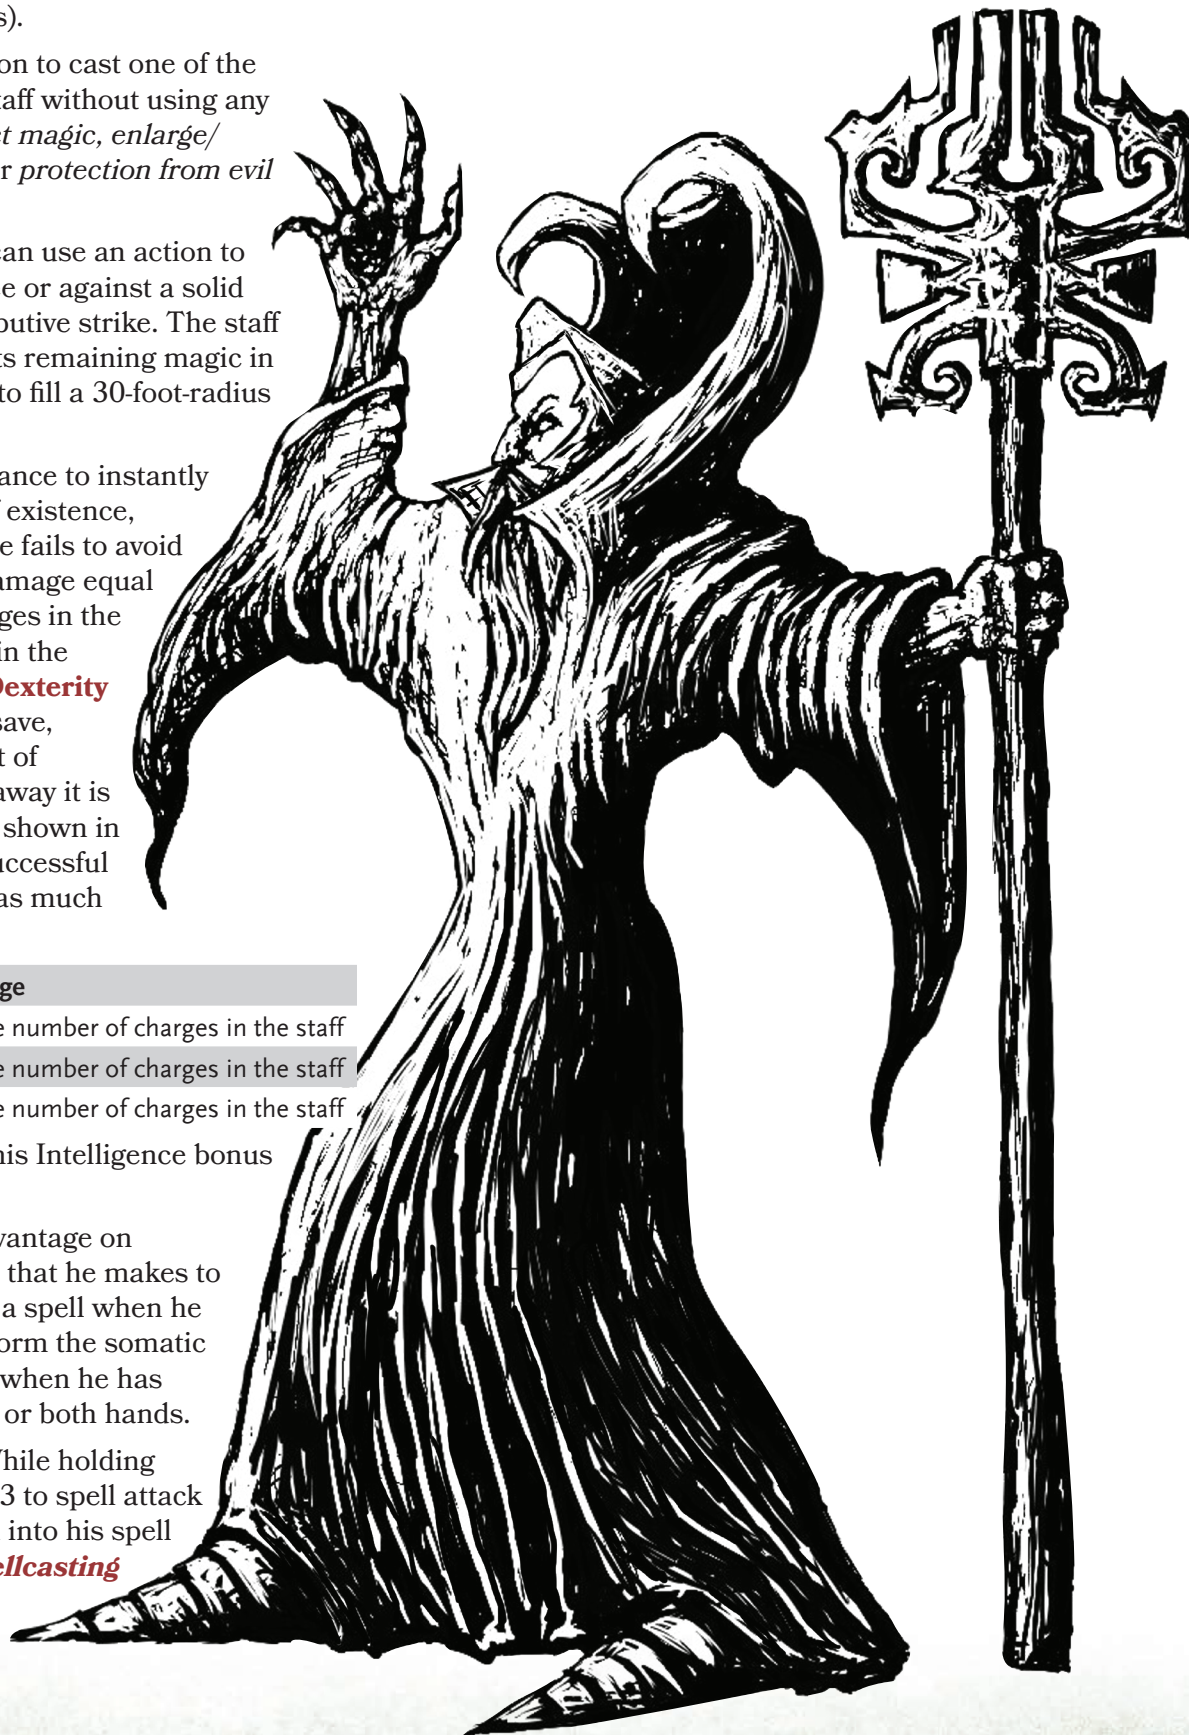 s).
on to cast one of the
taff without using any
ct magic, enlarge/
r protection from evil
can use an action to
e or against a solid
butive strike. The staff
ts remaining magic in
to fill a 30-foot-radius
ance to instantly
f existence,
e fails to avoid
amage equal
ges in the
in the
Dexterity
save,
t of
away it is
shown in
uccessful
as much
ge
e number of charges in the staff
e number of charges in the staff
e number of charges in the staff
his Intelligence bonus
vantage on
that he makes to
a spell when he
orm the somatic
when he has
or both hands.
While holding
3 to spell attack
into his spell
ellcasting